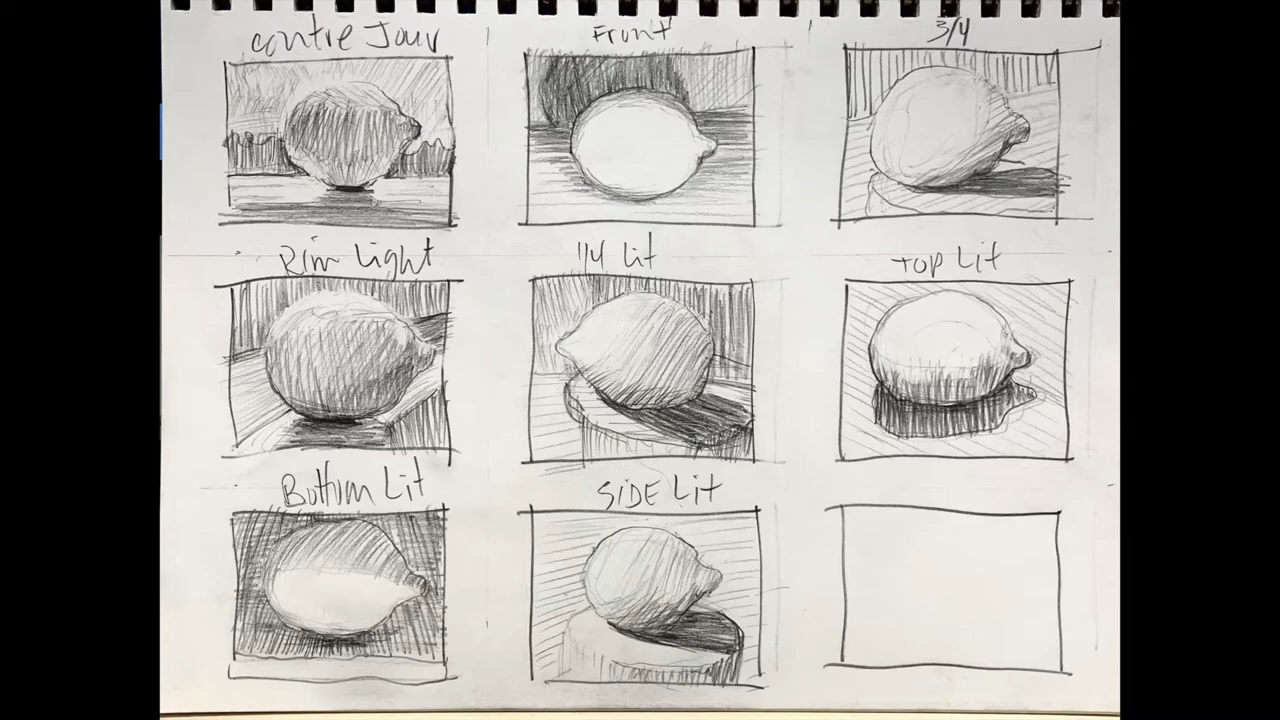 contre Jour
Front
3/4
Rim Light
1/4 Lit
Top Lit
Bottom Lit
SIDE Lit